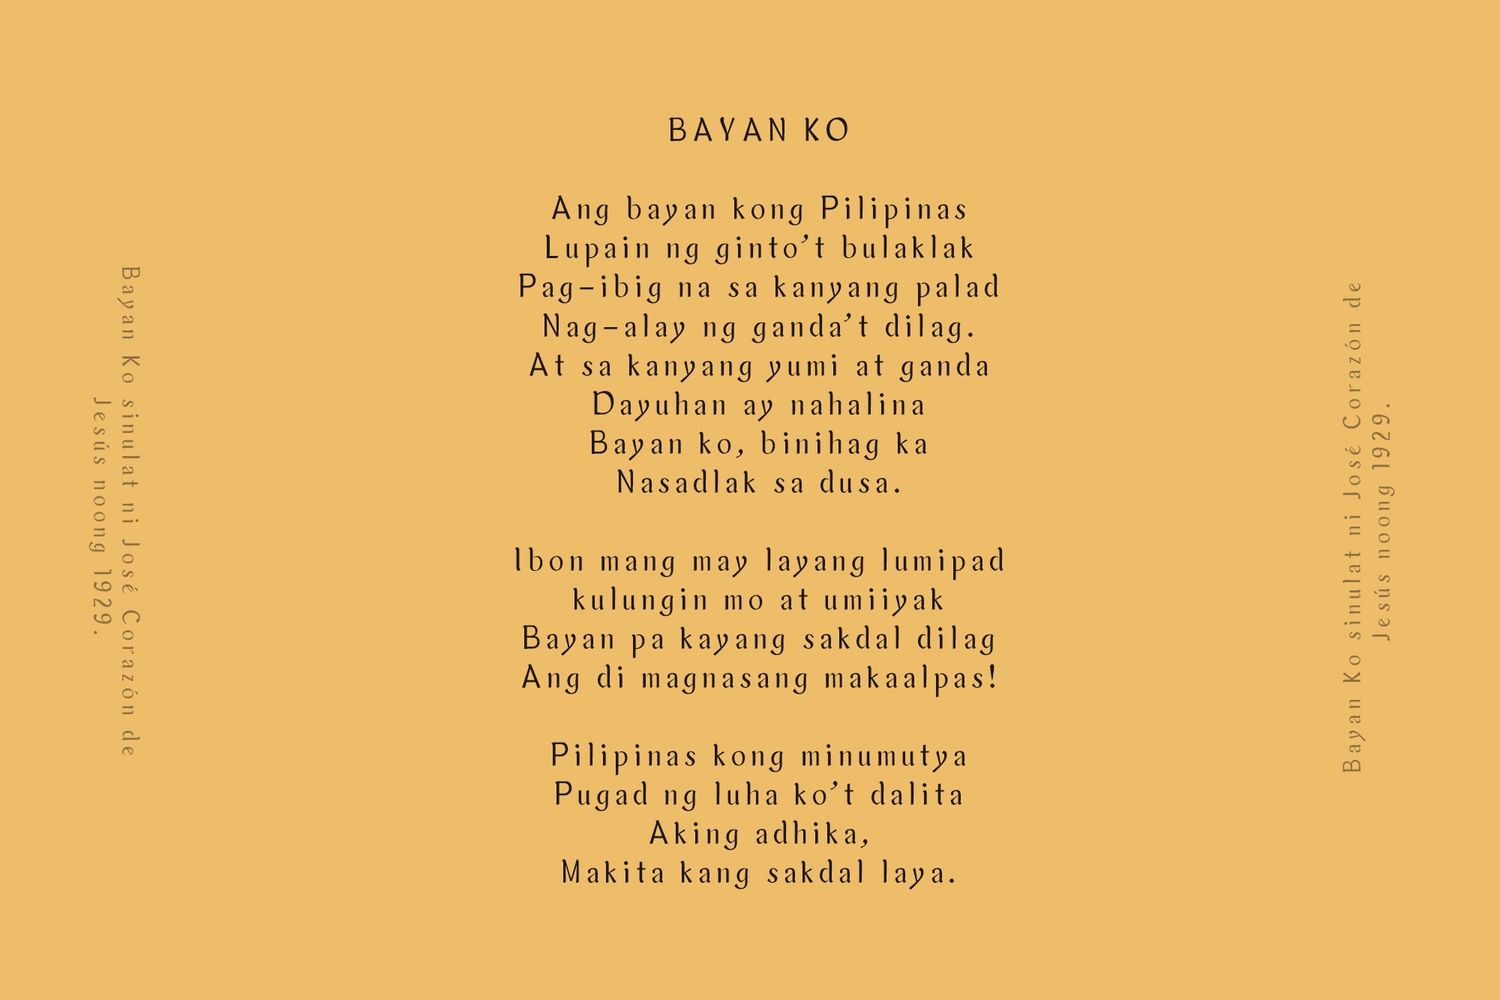 BAYAN KO
Ang bayan kong Pilipinas
Lupain ng ginto’t bulaklak
Pag–ibig na sa kanyang palad
Nag–alay ng ganda’t dilag.
At sa kanyang yumi at ganda
Dayuhan ay nahalina
Bayan ko, binihag ka
Nasadlak sa dusa.
Ibon mang may layang lumipad
kulungin mo at umiiyak
Bayan pa kayang sakdal dilag
Ang di magnasang makaalpas!
Pilipinas kong minumutya
Pugad ng luha ko’t dalita
Aking adhika,
Makita kang sakdal laya.
Bayan Ko sinulat ni José Corazón de
Jesús noong 1929.
Bayan Ko sinulat ni José Corazón de
Jesús noong 1929.